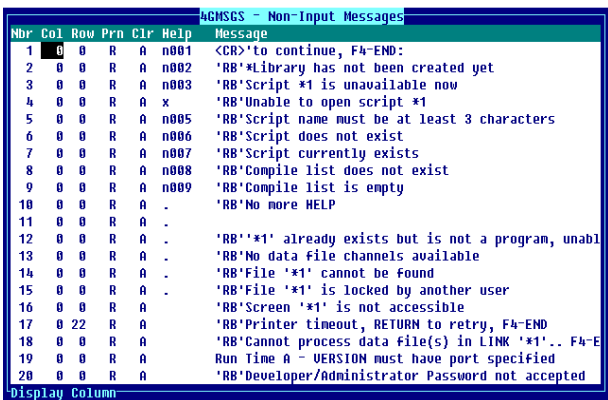 4GMSGS - Non-Input Messages
Nbr Col Row Prn Clr Help Message
1 0 0 R A n001 <CR>'to continue, F4-END:
2 0 0 R A n002 'RB'*Library has not been created yet
3 0 0 R A n003 'RB'Script *1 is unavailable now
4 0 0 R A x 'RB'Unable to open script *1
5 0 0 R A n005 'RB'Script name must be at least 3 characters
6 0 0 R A n006 'RB'Script does not exist
7 0 0 R A n007 'RB'Script currently exists
8 0 0 R A n008 'RB'Compile list does not exist
9 0 0 R A n009 'RB'Compile list is empty
10 0 0 R A . 'RB'No more HELP
11 0 0 R A .
12 0 0 R A . 'RB''*1' already exists but is not a program, unabl
13 0 0 R A . 'RB'No data file channels available
14 0 0 R A . 'RB'File '*1' cannot be found
15 0 0 R A . 'RB'File '*1' is locked by another user
16 0 0 R A 'RB'Screen '*1' is not accessible
17 0 22 R A 'RB'Printer timeout, RETURN to retry, F4-END
18 0 0 R A 'RB'Cannot process data file(s) in LINK '*1'.. F4-E
19 0 0 R A Run Time A - VERSION must have port specified
20 0 0 R A 'RB'Developer/Administrator Password not accepted
Display Column